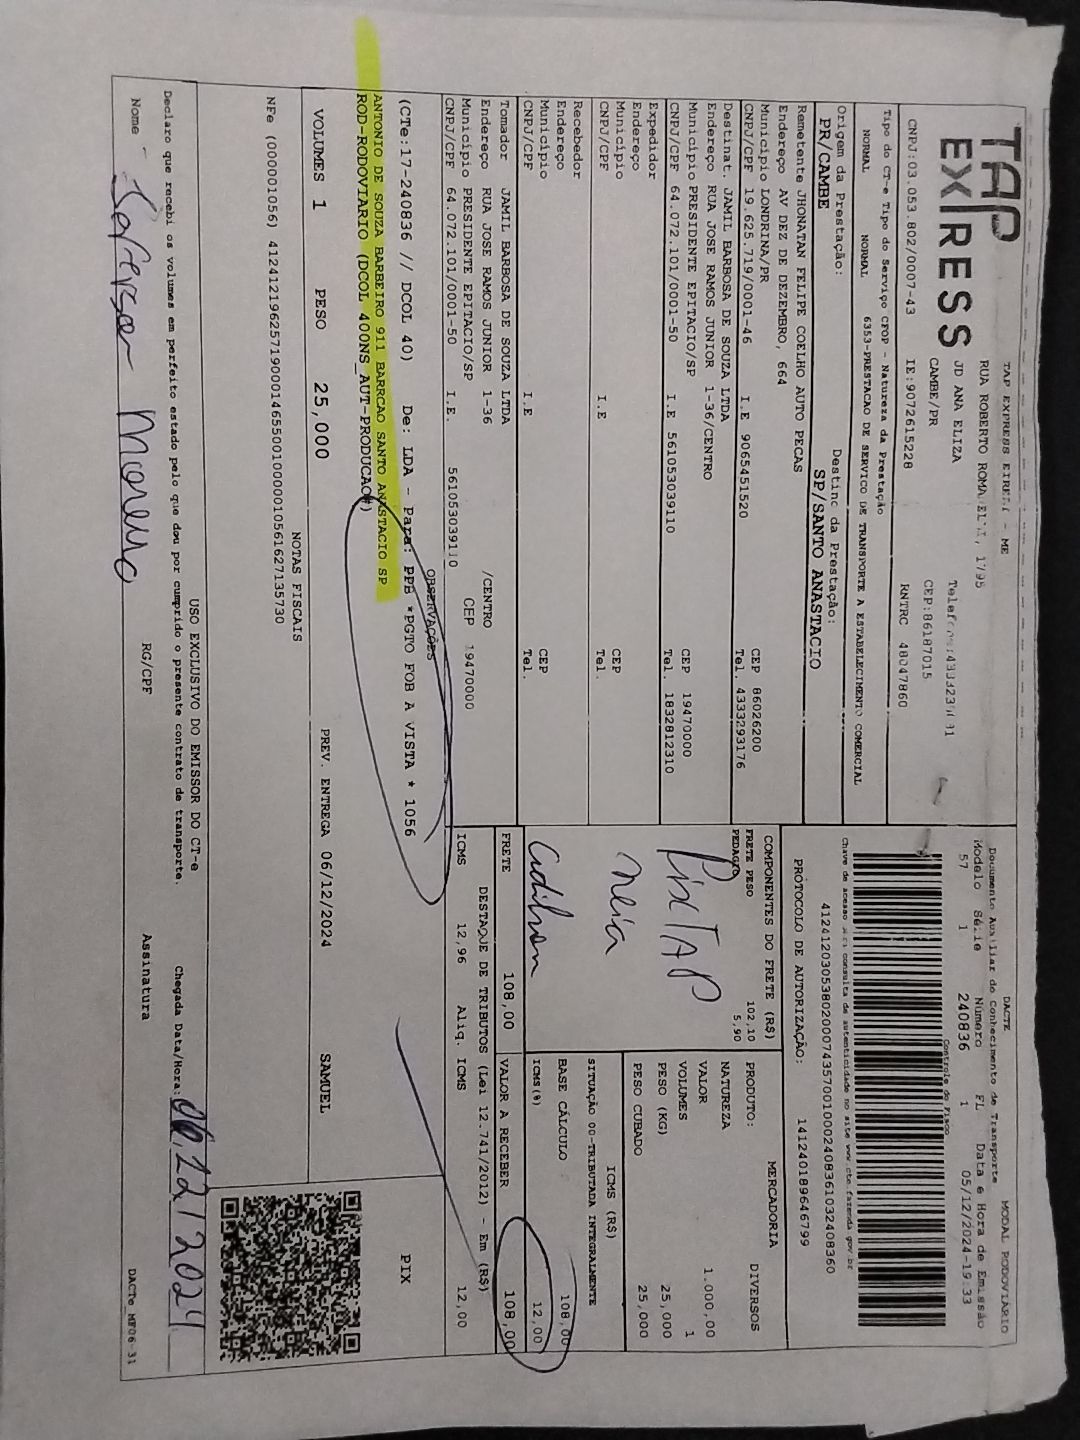 TAP
EXPRESS
TAP EXPRESS EIRELI - ME
RUA ROBERTO ROMA
JD ANA ELIZA
CAMBE/PR
CEP:86187015
CNPJ:03.053.802/0007-43 IE:9072615228 RNTRC 48047860
Tipo do CT-e Tipo do Serviço CFOP - Natureza da Prestação
NORMAL NORMAL 6353-PRESTACAO DE SERVICO DE TRANSPORTE A ESTABELECIMENTO COMERCIAL
Origem da Prestação: Destino da Prestação:
PR/CAMBE SP/SANTO ANASTACIO
Remetente JHONATAN FELIPE COELHO AUTO PECAS
Endereço AV DEZ DE DEZEMBRO, 664
Município LONDRINA/PR CEP 86026200
CNPJ/CPF 19.625.719/0001-46 I.E 9065451520 Tel. 4333293176
Destinat. JAMIL BARBOSA DE SOUZA LTDA
Endereço RUA JOSE RAMOS JUNIOR 1-36/CENTRO
Município PRESIDENTE EPITACIO/SP CEP 19470000
CNPJ/CPF 64.072.101/0001-50 I.E 561053039110 Tel. 1832812310
Expedidor
Endereço
Município CEP
CNPJ/CPF I.E Tel.
Recebedor
Endereço
Município CEP
CNPJ/CPF I.E Tel.
Tomador JAMIL BARBOSA DE SOUZA LTDA
Endereço RUA JOSE RAMOS JUNIOR 1-36 /CENTRO
Município PRESIDENTE EPITACIO/SP CEP 19470000
CNPJ/CPF 64.072.101/0001-50 I.E. 561053039110
DACTE MODAL RODOVIÁRIO
Documento Auxiliar do Conhecimento de Transporte
Modelo Série Número FL Data e Hora de Emissão
57 1 240836 1 05/12/2024-19:33
Controle do Fisco
Chave de acesso p/ consulta de autenticidade no site www.cte.fazenda.gov.br
41241203053802000743570010002408361032408360
PROTOCOLO DE AUTORIZAÇÃO: 141240189646799
COMPONENTES DO FRETE (R$)
FRETE PESO 102,10
PEDAGIO 5,90
Pix TAP
Neia
Adilson
MERCADORIA
PRODUTO: DIVERSOS
NATUREZA
VALOR 1.000,00
VOLUMES 1
PESO (KG) 25,000
PESO CUBADO 25,000
ICMS (R$)
SITUAÇÃO 00-TRIBUTADA INTEGRALMENTE
BASE CÁLCULO 108,00
ICMS(%) 12,00
FRETE 108,00 VALOR A RECEBER 108,00
DESTAQUE DE TRIBUTOS (Lei 12.741/2012) - Em (R$)
ICMS 12,96 Aliq. ICMS 12,00
OBSERVAÇÕES
(CTe:17-240836 // DCOL 40) De: LDA - Para: PPB *PGTO FOB A VISTA * 1056
ANTONIO DE SOUZA BARBEIRO 911 BARRCAO SANTO ANASTACIO SP
ROD-RODOVIARIO (DCOL 400NS_AUT-PRODUCAO#)
PIX
VOLUMES 1 PESO 25,000 PREV. ENTREGA 06/12/2024 SAMUEL
NOTAS FISCAIS
NFe (000001056) 41241219625719000146550010000010561627135730
USO EXCLUSIVO DO EMISSOR DO CT-e
Declaro que recebi os volumes em perfeito estado pelo que dou por cumprido o presente contrato de transporte. Chegada Data/Hora:
Nome - Jeferson Moreno RG/CPF Assinatura DACTe_MF06-31